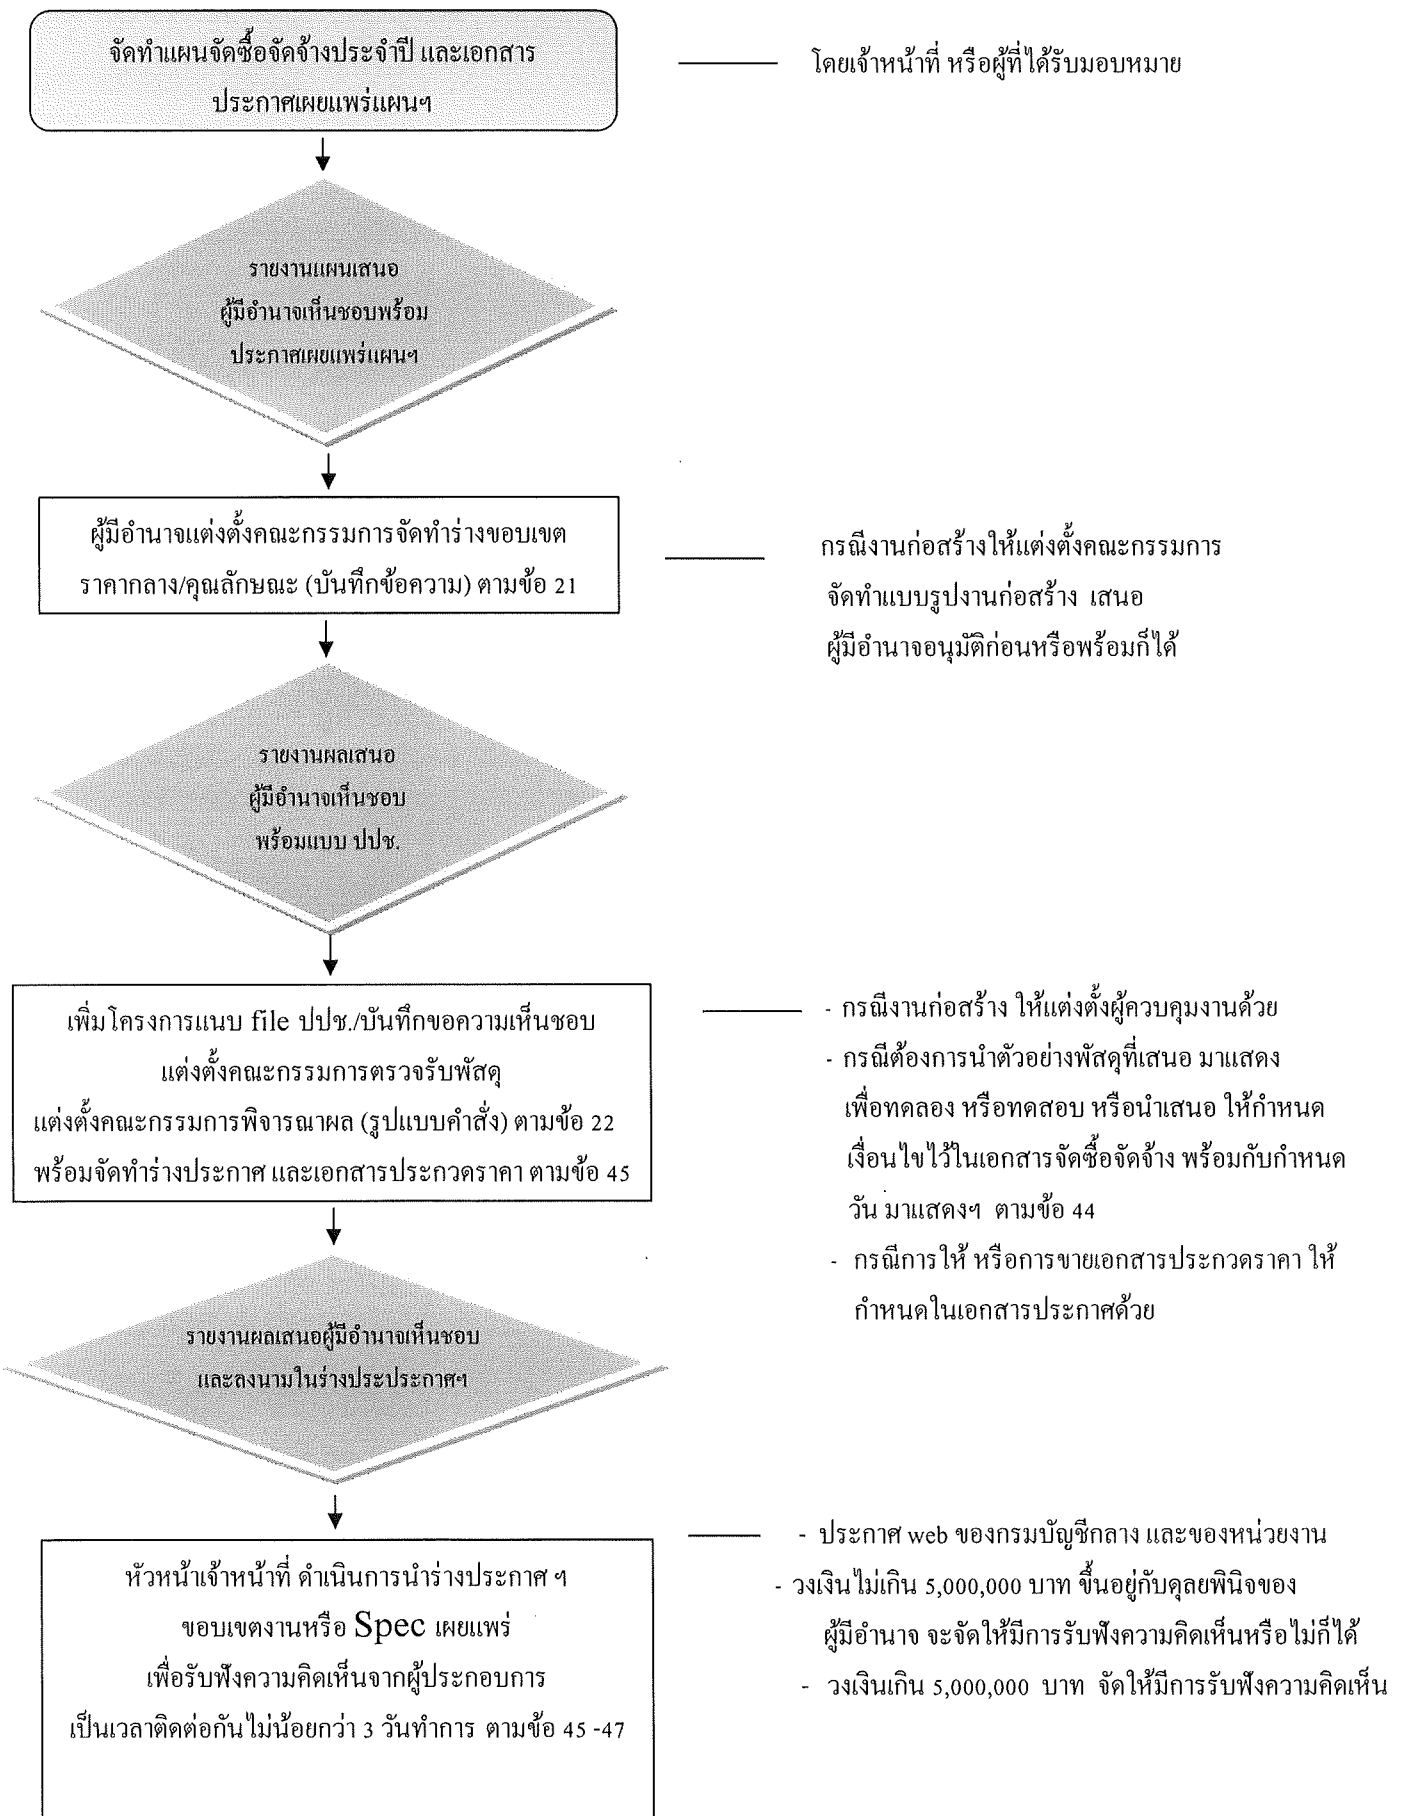 จัดทำแผนจัดซื้อจัดจ้างประจำปี และเอกสาร
ประกาศเผยแพร่แผนฯ
โดยเจ้าหน้าที่ หรือผู้ที่ได้รับมอบหมาย
รายงานแผนเสนอ
ผู้มีอำนาจเห็นชอบพร้อม
ประกาศเผยแพร่แผนฯ
ผู้มีอำนาจแต่งตั้งคณะกรรมการจัดทำร่างขอบเขต
ราคากลาง/คุณลักษณะ (บันทึกข้อความ) ตามข้อ 21
กรณีงานก่อสร้างให้แต่งตั้งคณะกรรมการ
จัดทำแบบรูปงานก่อสร้าง เสนอ
ผู้มีอำนาจอนุมัติก่อนหรือพร้อมก็ได้
รายงานผลเสนอ
ผู้มีอำนาจเห็นชอบ
พร้อมแบบ ปปช.
เพิ่มโครงการแนบ file ปปช./บันทึกขอความเห็นชอบ
แต่งตั้งคณะกรรมการตรวจรับพัสดุ
แต่งตั้งคณะกรรมการพิจารณาผล (รูปแบบคำสั่ง) ตามข้อ 22
พร้อมจัดทำร่างประกาศ และเอกสารประกวดราคา ตามข้อ 45
- กรณีงานก่อสร้าง ให้แต่งตั้งผู้ควบคุมงานด้วย
- กรณีต้องการนำตัวอย่างพัสดุที่เสนอ มาแสดง
เพื่อทดลอง หรือทดสอบ หรือนำเสนอ ให้กำหนด
เงื่อนไขไว้ในเอกสารจัดซื้อจัดจ้าง พร้อมกับกำหนด
วัน มาแสดงฯ ตามข้อ 44
- กรณีการให้ หรือการขายเอกสารประกวดราคา ให้
กำหนดในเอกสารประกาศด้วย
รายงานผลเสนอผู้มีอำนาจเห็นชอบ
และลงนามในร่างประประกาศฯ
หัวหน้าเจ้าหน้าที่ ดำเนินการนำร่างประกาศ ฯ
ขอบเขตงานหรือ Spec เผยแพร่
เพื่อรับฟังความคิดเห็นจากผู้ประกอบการ
เป็นเวลาติดต่อกันไม่น้อยกว่า 3 วันทำการ ตามข้อ 45 -47
- ประกาศ web ของกรมบัญชีกลาง และของหน่วยงาน
- วงเงินไม่เกิน 5,000,000 บาท ขึ้นอยู่กับดุลยพินิจของ
ผู้มีอำนาจ จะจัดให้มีการรับฟังความคิดเห็นหรือไม่ก็ได้
- วงเงินเกิน 5,000,000 บาท จัดให้มีการรับฟังความคิดเห็น